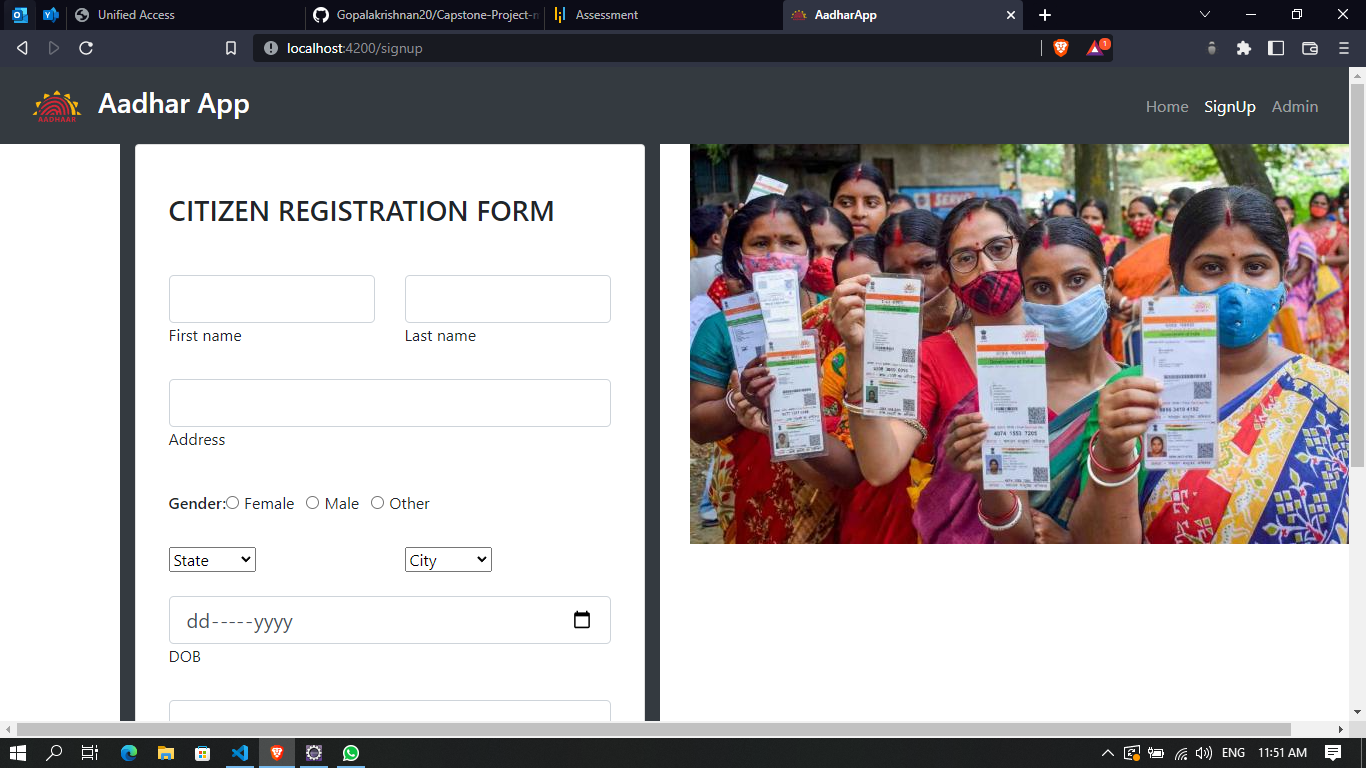 Unified Access
Gopalakrishnan20/Capstone-Project-n
Assessment
AadharApp
localhost:4200/signup
1
AADHAAR
Aadhar App
Home
SignUp
Admin
CITIZEN REGISTRATION FORM
First name
Last name
Address
Gender: Female Male Other
State
City
dd-----yyyy
DOB
ENG
11:51 AM